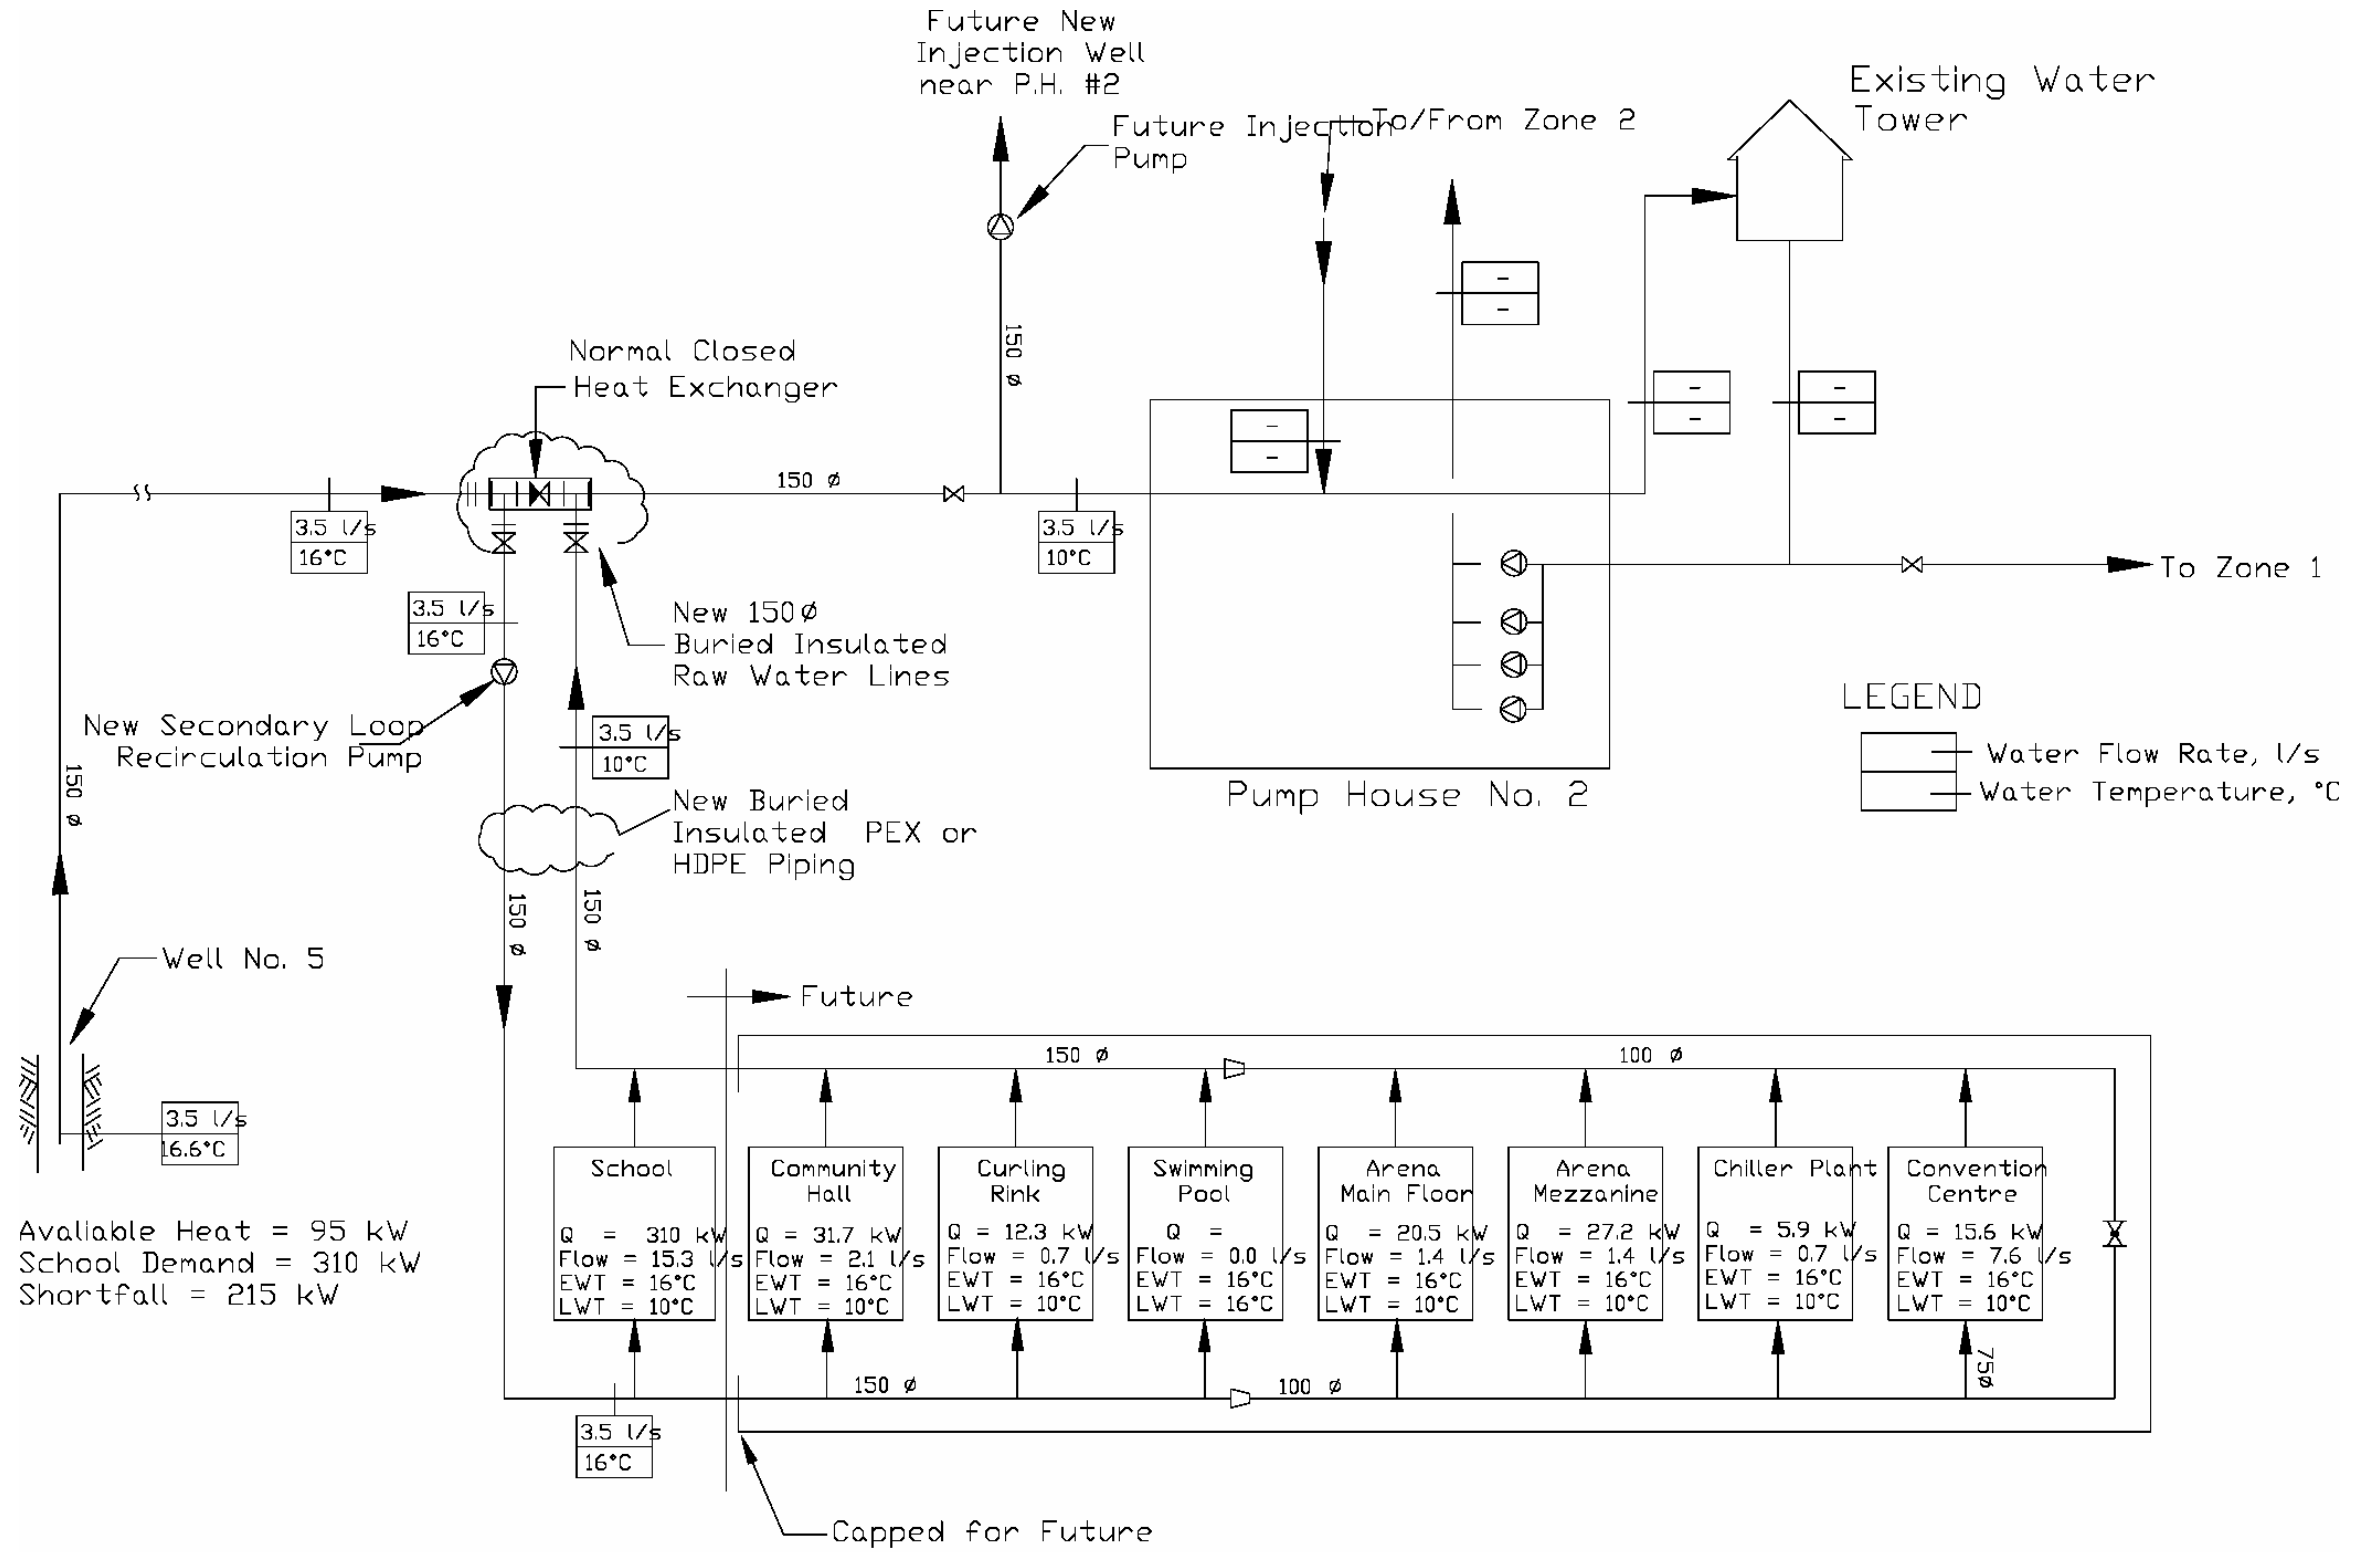 Future New
Injection Well
near P.H. #2
Future Injection
Pump
To/From Zone 2
Existing Water
Tower
150 ø
-
-
Normal Closed
Heat Exchanger
-
-
-
-
-
-
150 ø
3.5 l/s
16°C
3.5 l/s
10°C
To Zone 1
3.5 l/s
16°C
New 150ø
Buried Insulated
Raw Water Lines
LEGEND
Water Flow Rate, l/s
Water Temperature, °C
New Secondary Loop
Recirculation Pump
3.5 l/s
10°C
150 ø
Pump House No. 2
New Buried
Insulated PEX or
HDPE Piping
150 ø
150 ø
Well No. 5
Future
150 ø
100 ø
3.5 l/s
16.6°C
Avaliable Heat = 95 kW
School Demand = 310 kW
Shortfall = 215 kW
School
Q = 310 kW
Flow = 15.3 l/s
EWT = 16°C
LWT = 10°C
Community
Hall
Q = 31.7 kW
Flow = 2.1 l/s
EWT = 16°C
LWT = 10°C
Curling
Rink
Q = 12.3 kW
Flow = 0.7 l/s
EWT = 16°C
LWT = 10°C
Swimming
Pool
Q =
Flow = 0.0 l/s
EWT = 16°C
LWT = 16°C
Arena
Main Floor
Q = 20.5 kW
Flow = 1.4 l/s
EWT = 16°C
LWT = 10°C
Arena
Mezzanine
Q = 27.2 kW
Flow = 1.4 l/s
EWT = 16°C
LWT = 10°C
Chiller Plant
Q = 5.9 kW
Flow = 0.7 l/s
EWT = 16°C
LWT = 10°C
Convention
Centre
Q = 15.6 kW
Flow = 7.6 l/s
EWT = 16°C
LWT = 10°C
75ø
150 ø
100 ø
3.5 l/s
16°C
Capped for Future